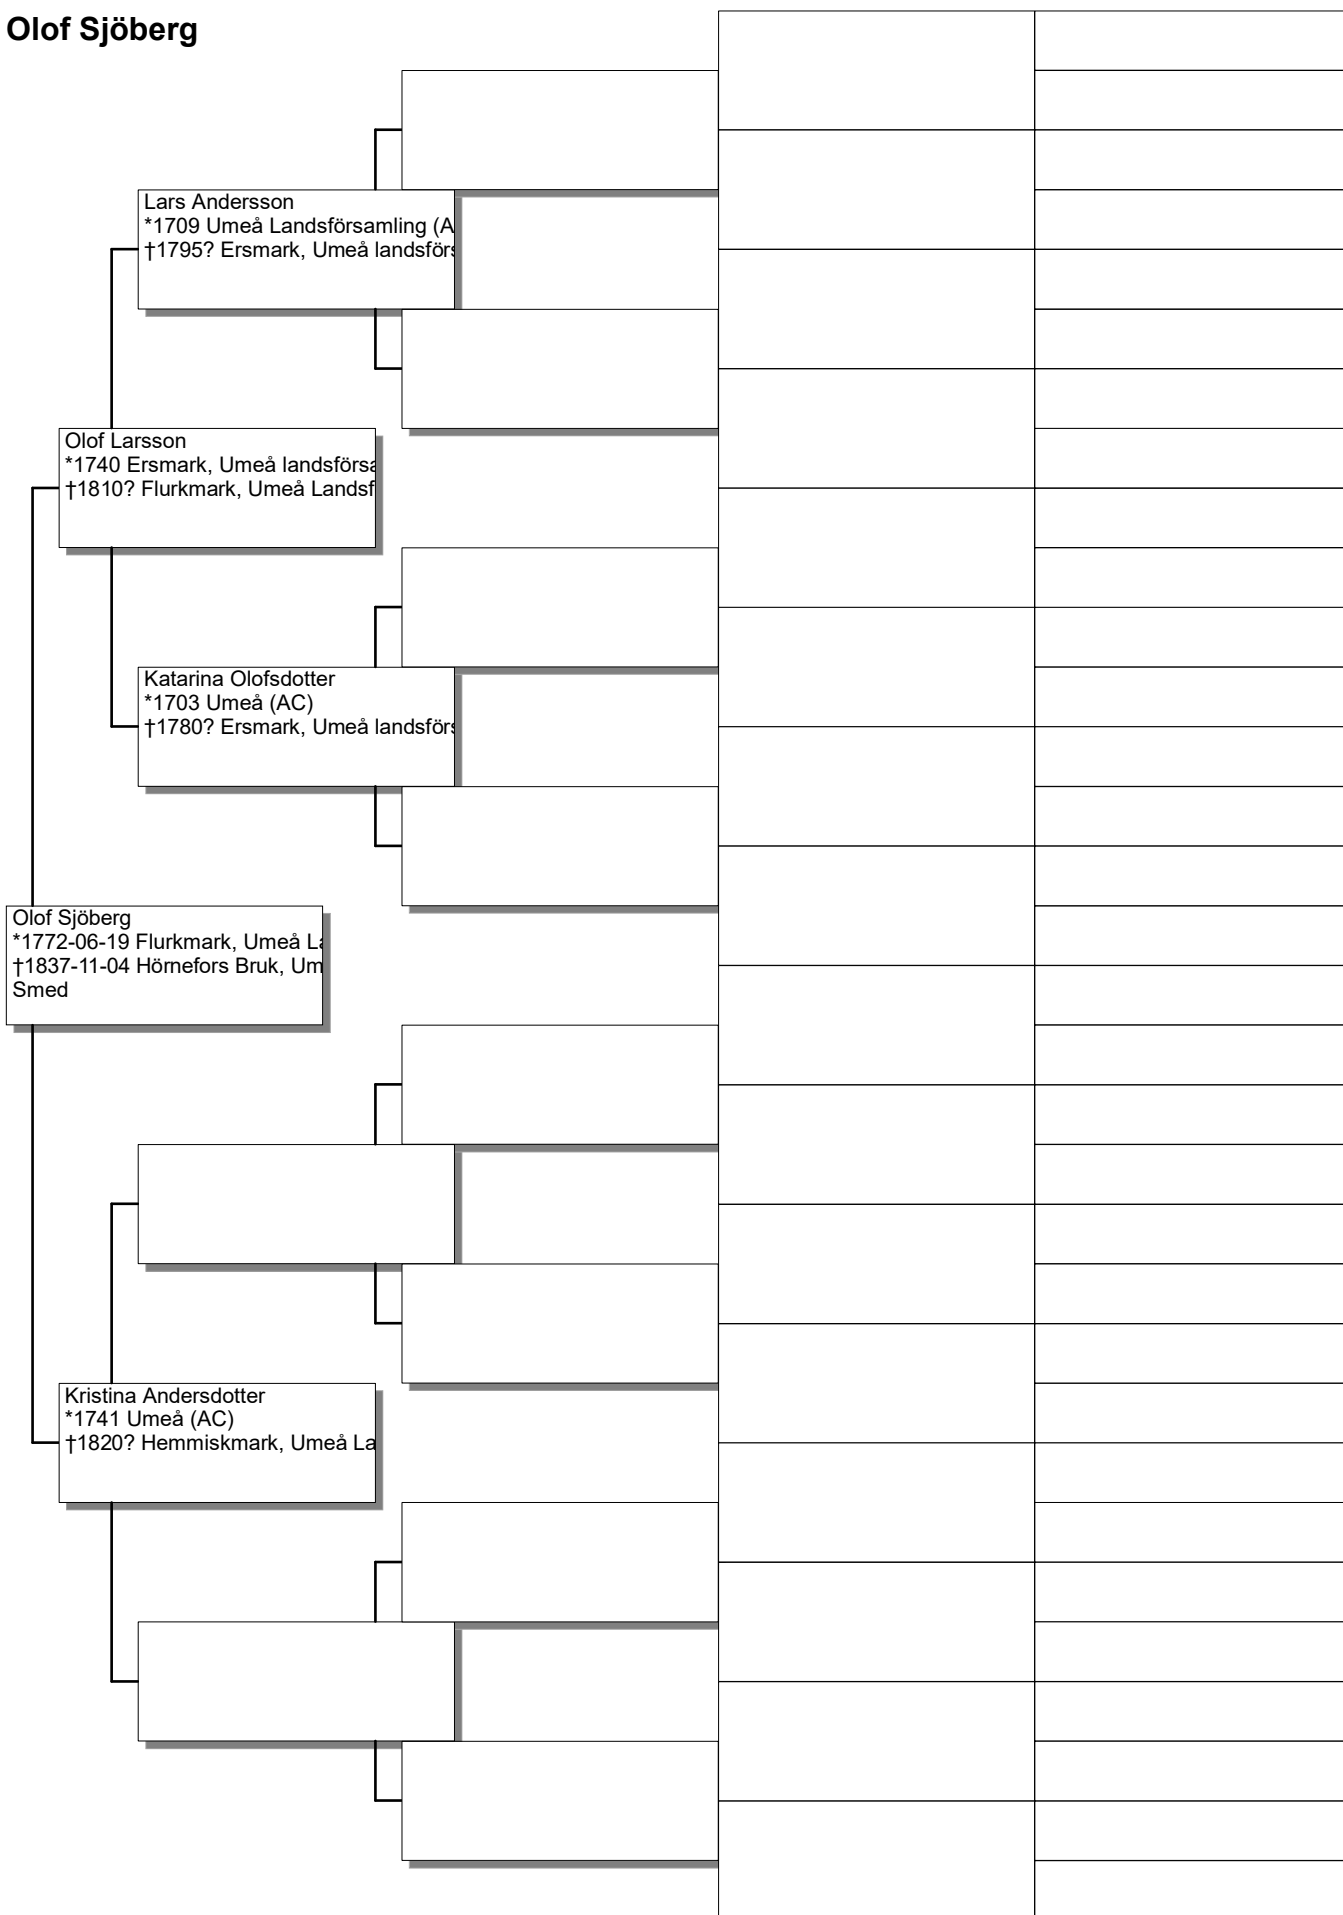 Olof Sjöberg
Lars Andersson
*1709 Umeå Landsförsamling (A
†1795? Ersmark, Umeå landsförs
Olof Larsson
*1740 Ersmark, Umeå landsförsa
†1810? Flurkmark, Umeå Landsf
Katarina Olofsdotter
*1703 Umeå (AC)
†1780? Ersmark, Umeå landsförs
Olof Sjöberg
*1772-06-19 Flurkmark, Umeå La
†1837-11-04 Hörnefors Bruk, Um
Smed
Kristina Andersdotter
*1741 Umeå (AC)
†1820? Hemmiskmark, Umeå La